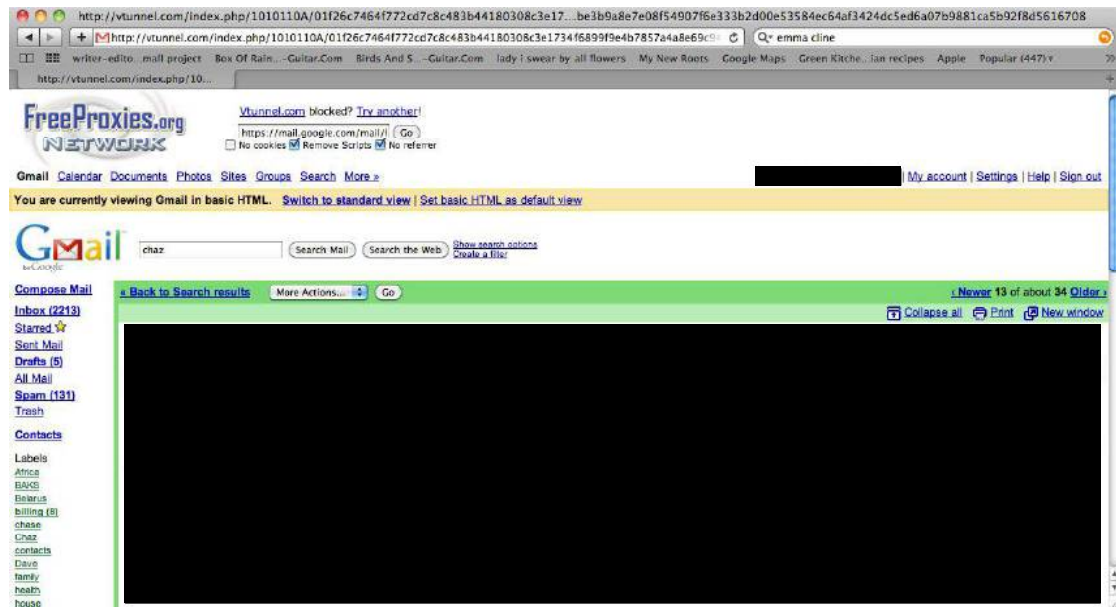 http://vtunnel.com/index.php/1010110A/01f26c7464f772cd7c8c483b44180308c3e17...be3b9a8e7e08f54907f6e333b2d00e53584ec64af3424dc5ed6a07b9881ca5b92f8d5616708
http://vtunnel.com/index.php/1010110A/01f26c7464f772cd7c8c483b44180308c3e1734f6899f9e4b7857a4a8e69c9 emma cline
writer-edito...mail project Box Of Rain...-Guitar.Com Birds And S...-Guitar.Com lady i swear by all flowers My New Roots Google Maps Green Kitche...ian recipes Apple Popular (447)
http://vtunnel.com/index.php/10...
FreeProxies.org
NETWORK
Vtunnel.com blocked? Try another!
https://mail.google.com/mail/ Go
No cookies Remove Scripts No referrer
Gmail Calendar Documents Photos Sites Groups Search More »
| My account | Settings | Help | Sign out
You are currently viewing Gmail in basic HTML. Switch to standard view | Set basic HTML as default view
Gmail
by Google
chaz Search Mail Search the Web Show search options
Create a filter
Compose Mail
« Back to Search results More Actions... Go ‹ Newer 13 of about 34 Older ›
Inbox (2213)
Collapse all Print New window
Starred
Sent Mail
Drafts (5)
All Mail
Spam (131)
Trash
Contacts
Labels
Africa
BAKS
Belarus
billing (8)
chase
Chaz
contacts
Dave
family
health
house